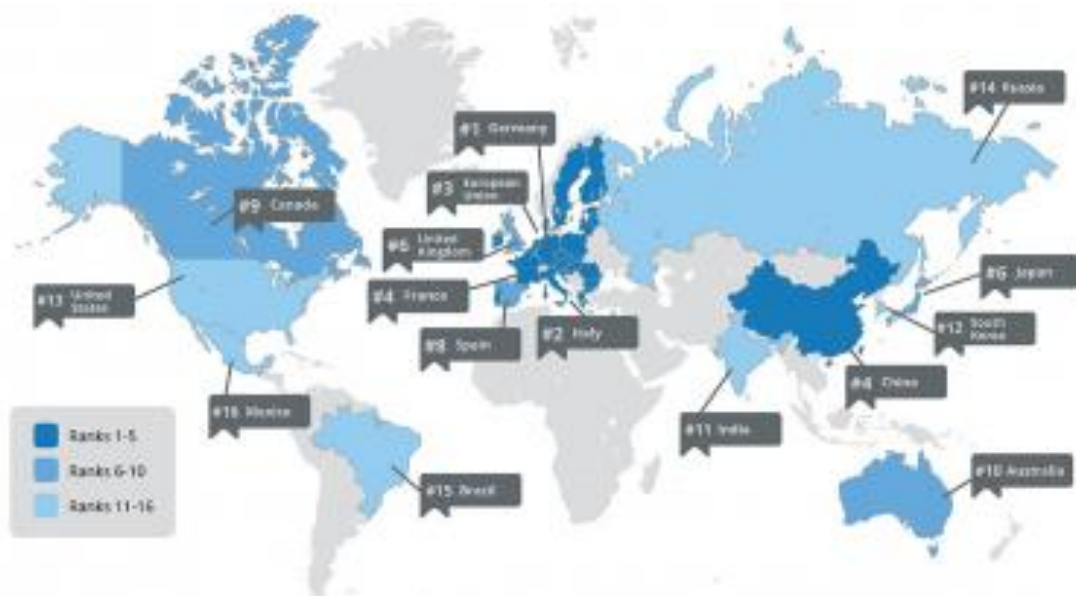 #1 Germany
#3 European
Union
#6 United
Kingdom
#4 France
#8 Spain
#2 Italy
#9 Canada
#13 United
States
#16 Mexico
#15 Brazil
#14 Russia
#6 Japan
#12 South
Korea
#4 China
#11 India
#10 Australia
Ranks 1-5
Ranks 6-10
Ranks 11-16